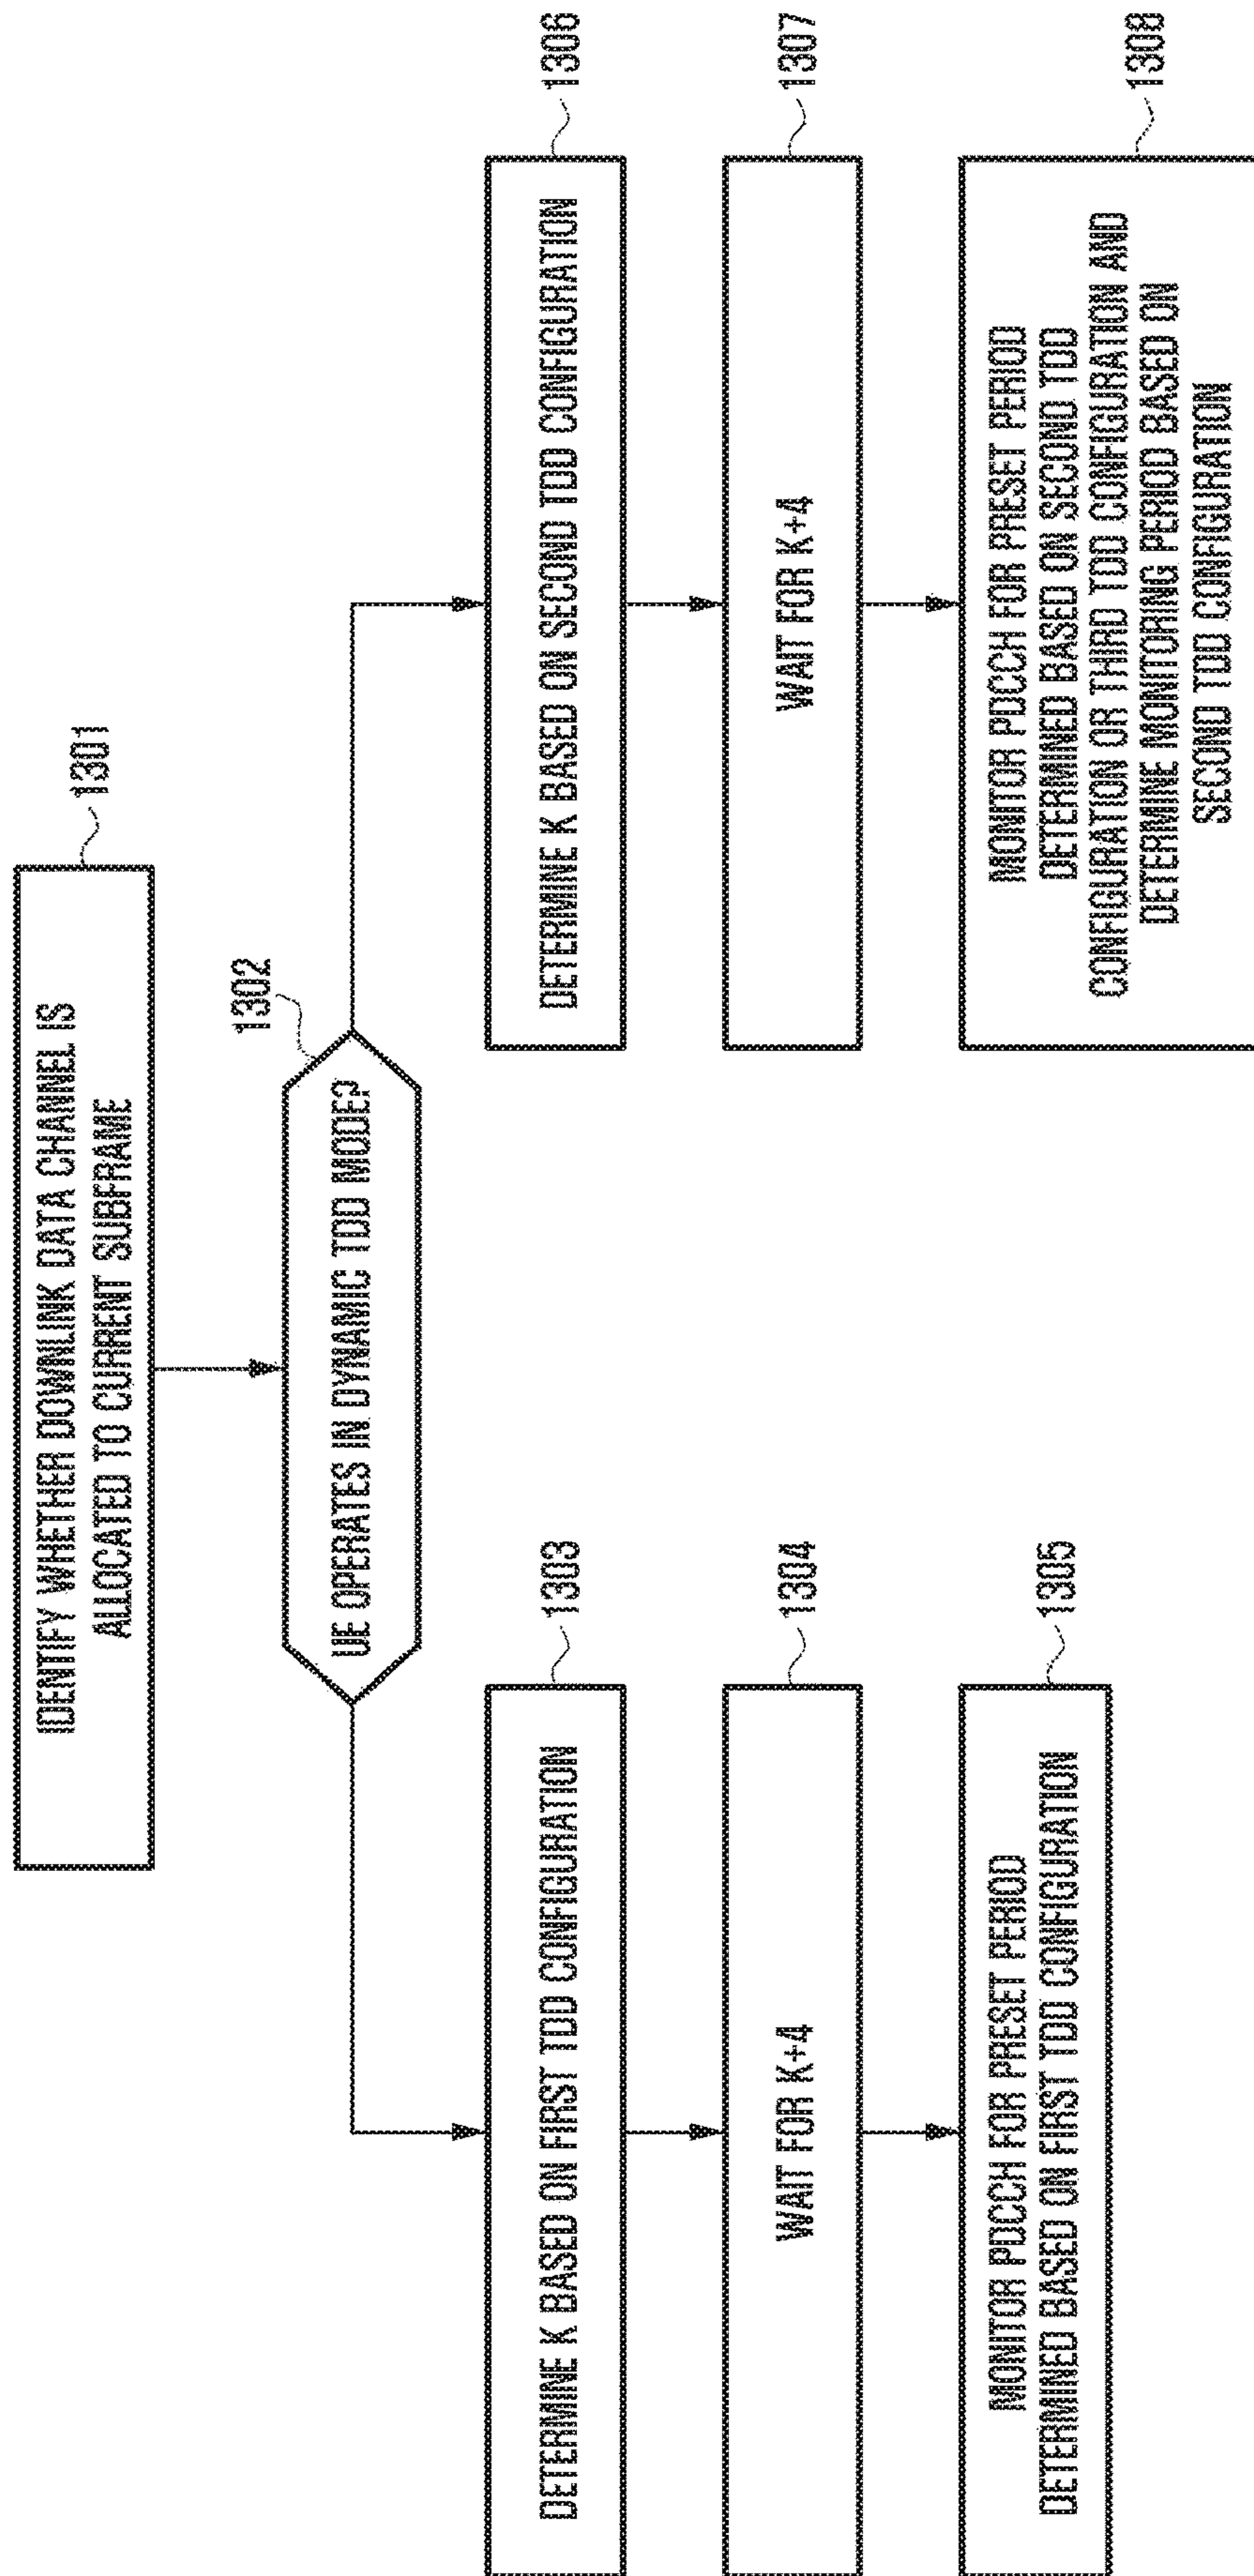 IDENTIFY WHETHER DOWNLINK DATA CHANNEL IS
ALLOCATED TO CURRENT SUBFRAME
1301
1302
UE OPERATES IN DYNAMIC TDD MODE?
1303
DETERMINE K BASED ON FIRST TDD CONFIGURATION
1304
WAIT FOR K+4
1305
MONITOR PDCCH FOR PRESET PERIOD
DETERMINED BASED ON FIRST TDD CONFIGURATION
1306
DETERMINE K BASED ON SECOND TDD CONFIGURATION
1307
WAIT FOR K+4
1308
MONITOR PDCCH FOR PRESET PERIOD
DETERMINED BASED ON SECOND TDD
CONFIGURATION OR THIRD TDD CONFIGURATION AND
DETERMINE MONITORING PERIOD BASED ON
SECOND TDD CONFIGURATION